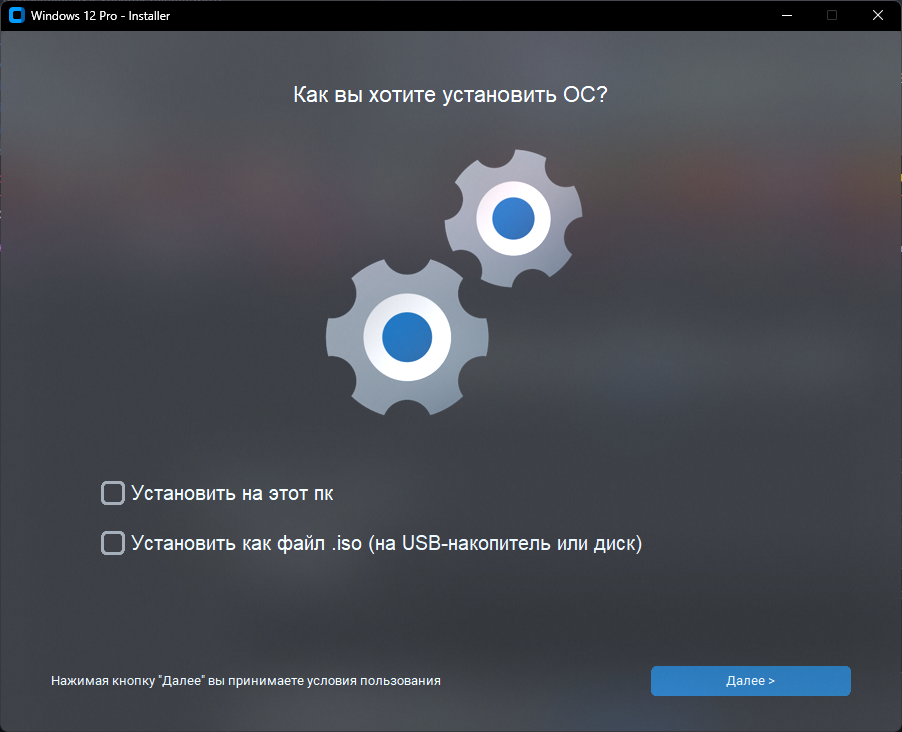 Windows 12 Pro - Installer
Как вы хотите установить ОС?
Установить на этот пк
Установить как файл .iso (на USB-накопитель или диск)
Нажимая кнопку "Далее" вы принимаете условия пользования
Далее >